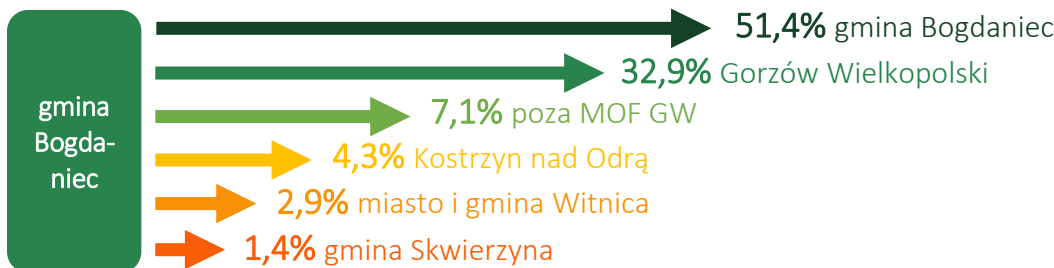 gmina
Bogda-
niec
51,4% gmina Bogdaniec
32,9% Gorzów Wielkopolski
7,1% poza MOF GW
4,3% Kostrzyn nad Odrą
2,9% miasto i gmina Witnica
1,4% gmina Skwierzyna